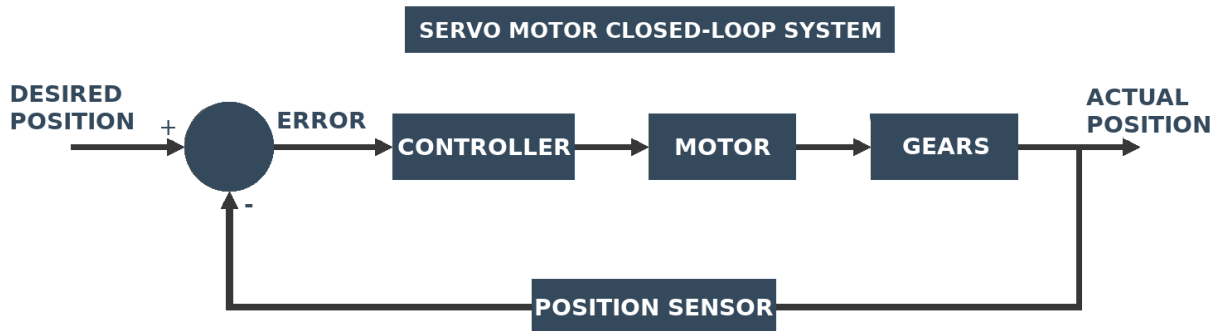 SERVO MOTOR CLOSED-LOOP SYSTEM
DESIRED
POSITION
+
ERROR
CONTROLLER
MOTOR
GEARS
ACTUAL
POSITION
-
POSITION SENSOR